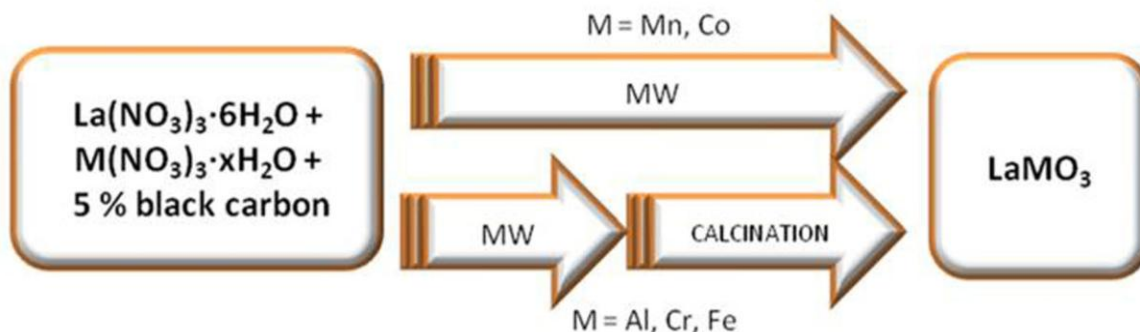 La(NO₃)₃·6H₂O +
M(NO₃)₃·xH₂O +
5 % black carbon
M = Mn, Co
MW
MW
CALCINATION
M = Al, Cr, Fe
LaMO₃